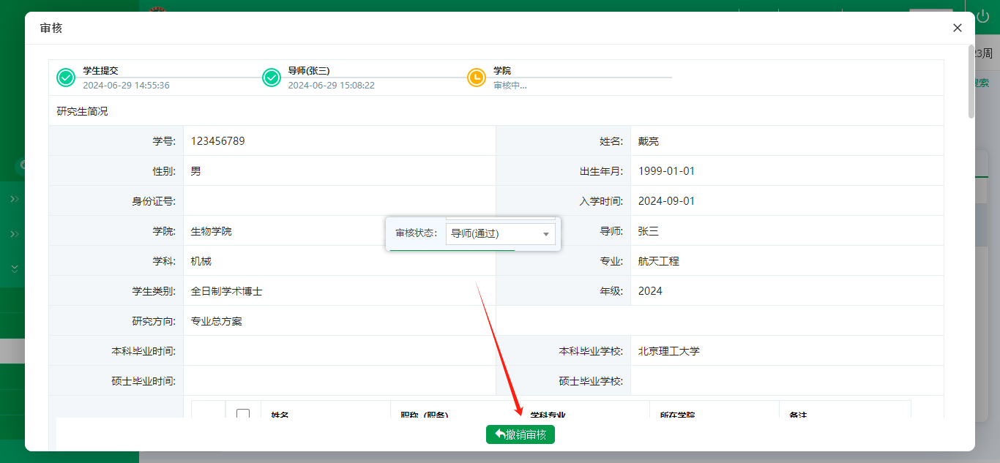 审核
23周
学生提交
导师(张三)
学院
2024-06-29 14:55:36
2024-06-29 15:08:22
审核中...
搜索
研究生简况
学号: 123456789 姓名: 戴亮
性别: 男 出生年月: 1999-01-01
身份证号: 入学时间: 2024-09-01
学院: 生物学院 导师: 张三
审核状态: 导师(通过)
学科: 机械 专业: 航天工程
学生类别: 全日制学术博士 年级: 2024
研究方向: 专业总方案
本科毕业时间: 本科毕业学校: 北京理工大学
硕士毕业时间: 硕士毕业学校:
姓名 职称（职务） 学科专业 所在学院 备注
撤销审核